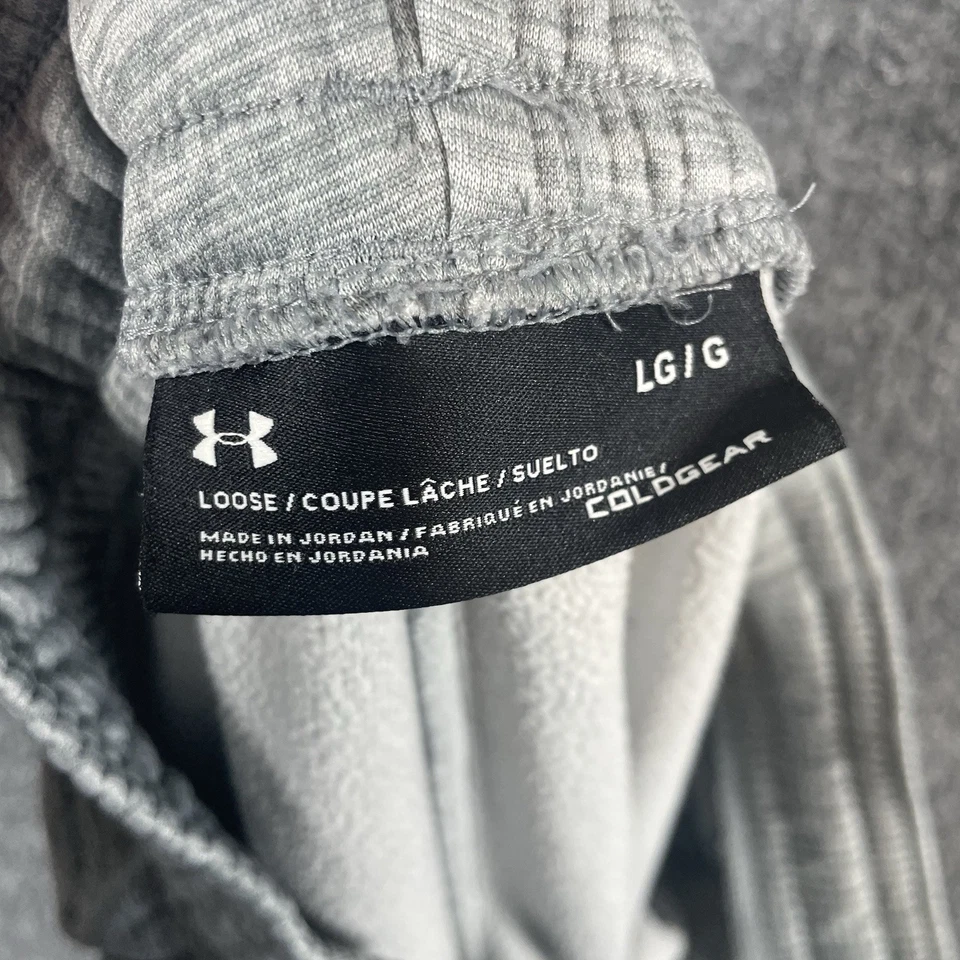 LG / G
LOOSE / COUPE LÂCHE / SUELTO
MADE IN JORDAN / FABRIQUÉ EN JORDANIE /
HECHO EN JORDANIA
COLDGEAR